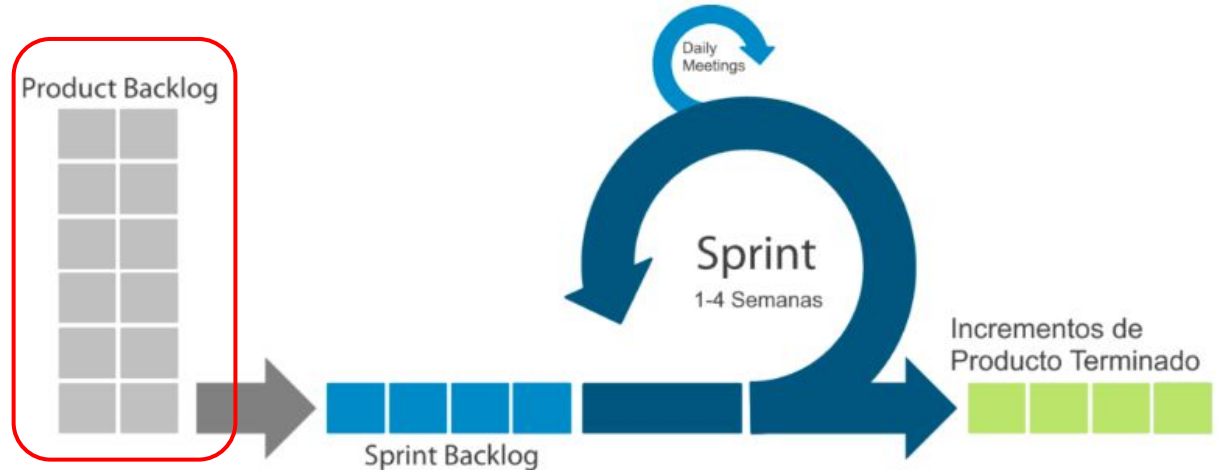 Product Backlog
Daily
Meetings
Sprint
1-4 Semanas
Incrementos de
Producto Terminado
Sprint Backlog